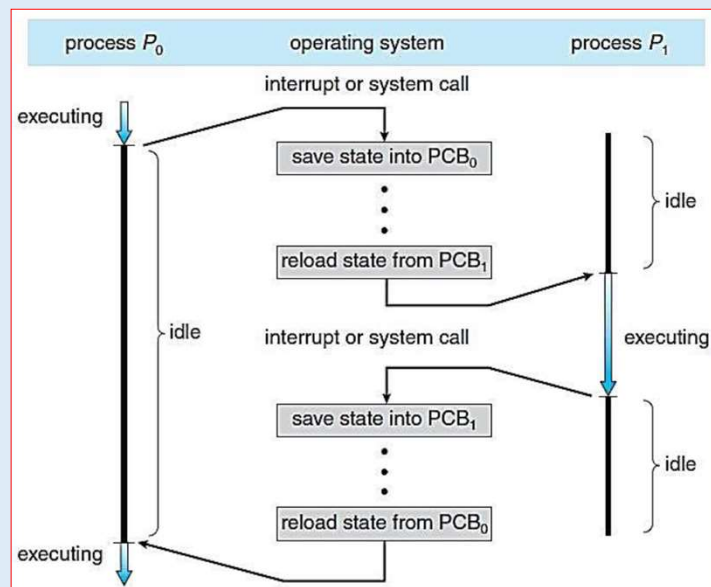 process P₀ operating system process P₁
interrupt or system call
executing
save state into PCB₀
idle
reload state from PCB₁
idle
interrupt or system call
executing
save state into PCB₁
idle
reload state from PCB₀
executing